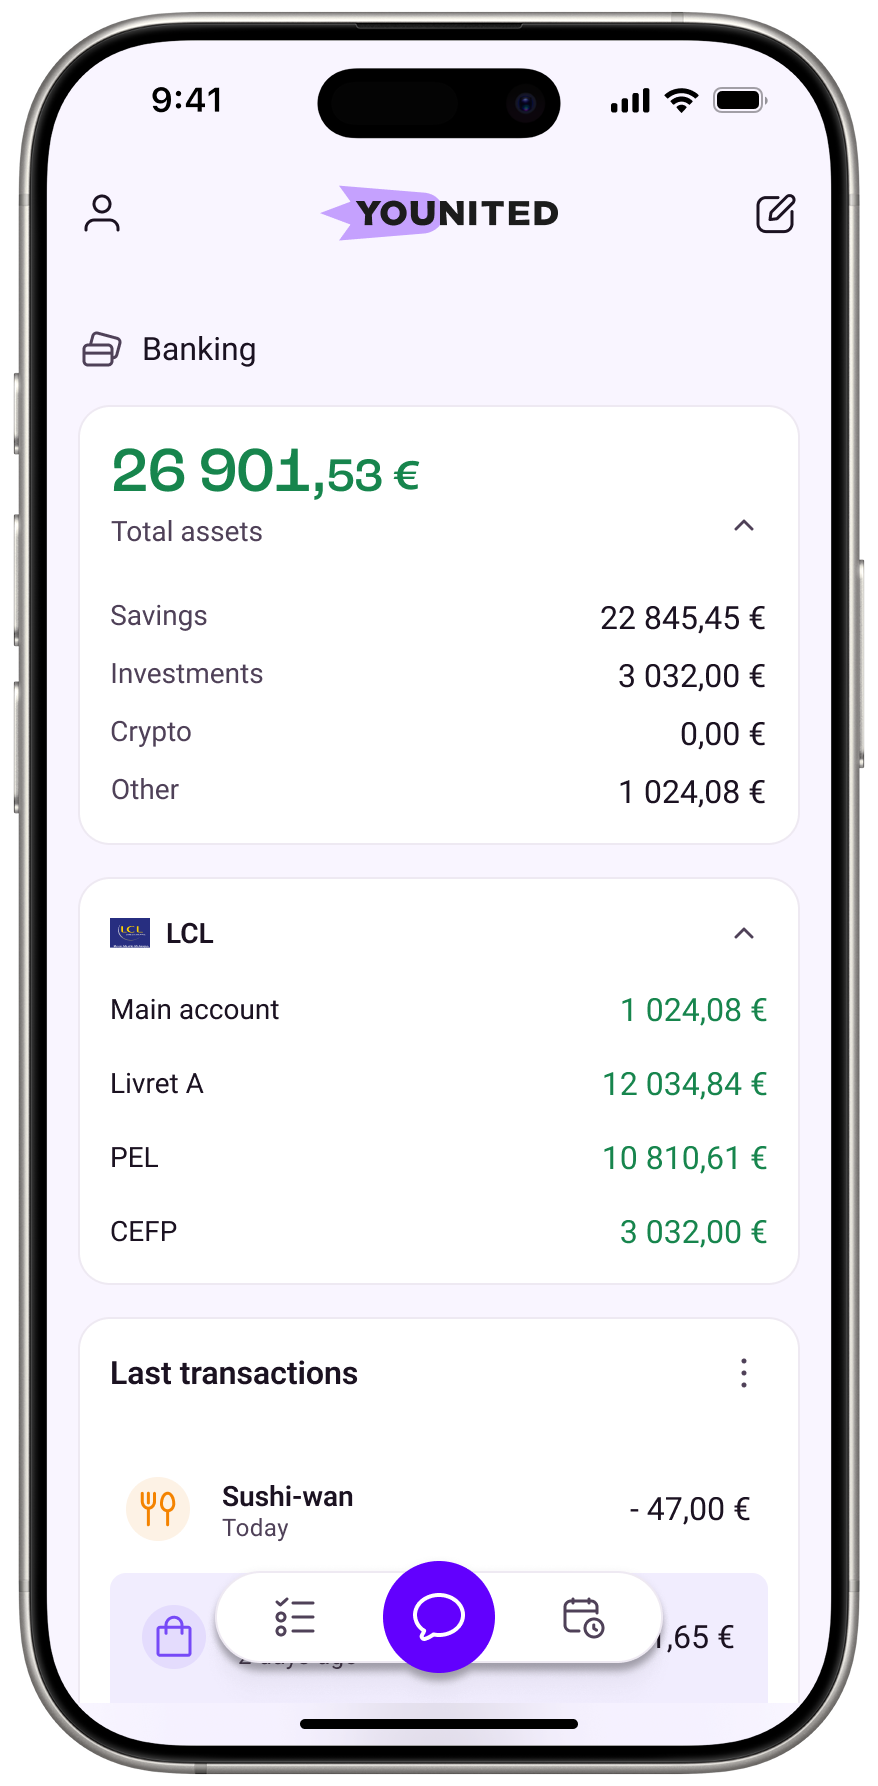 9:41
YOUNITED
Banking
26 901,53 €
Total assets
Savings 22 845,45 €
Investments 3 032,00 €
Crypto 0,00 €
Other 1 024,08 €
LCL LCL
Main account 1 024,08 €
Livret A 12 034,84 €
PEL 10 810,61 €
CEFP 3 032,00 €
Last transactions
Sushi-wan - 47,00 €
Today
,65 €